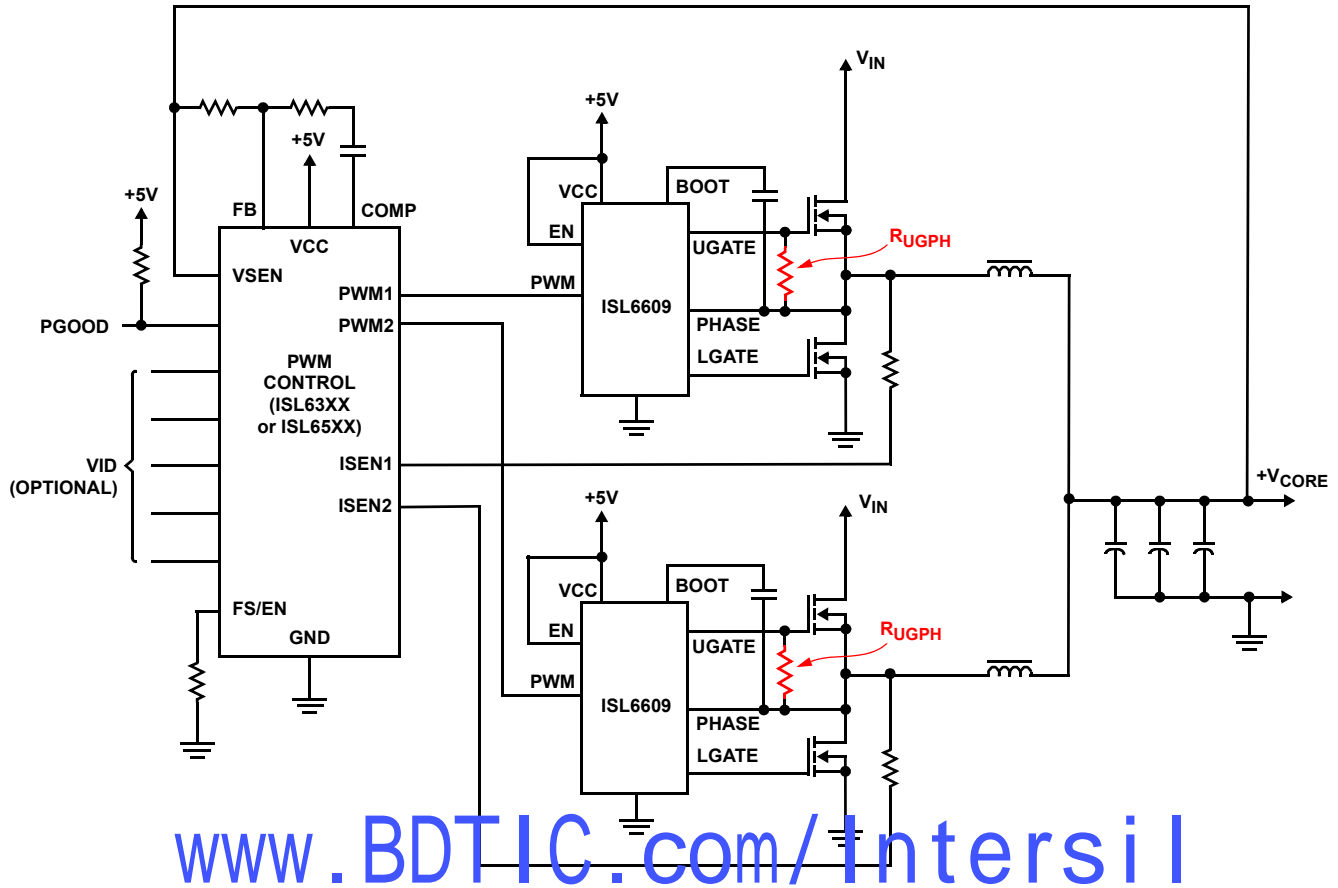 VIN
+5V
+5V
BOOT
+5V
VCC
FB
COMP
VCC
EN
UGATE
RUGPH
VSEN
PWM
PWM1
ISL6609
PGOOD
PWM2
PHASE
LGATE
PWM
CONTROL
(ISL63XX
or ISL65XX)
VID
(OPTIONAL)
ISEN1
ISEN2
+VCORE
+5V
VIN
VCC
BOOT
FS/EN
EN
GND
UGATE
RUGPH
PWM
ISL6609
PHASE
LGATE
www.BDTIC.com/Intersil